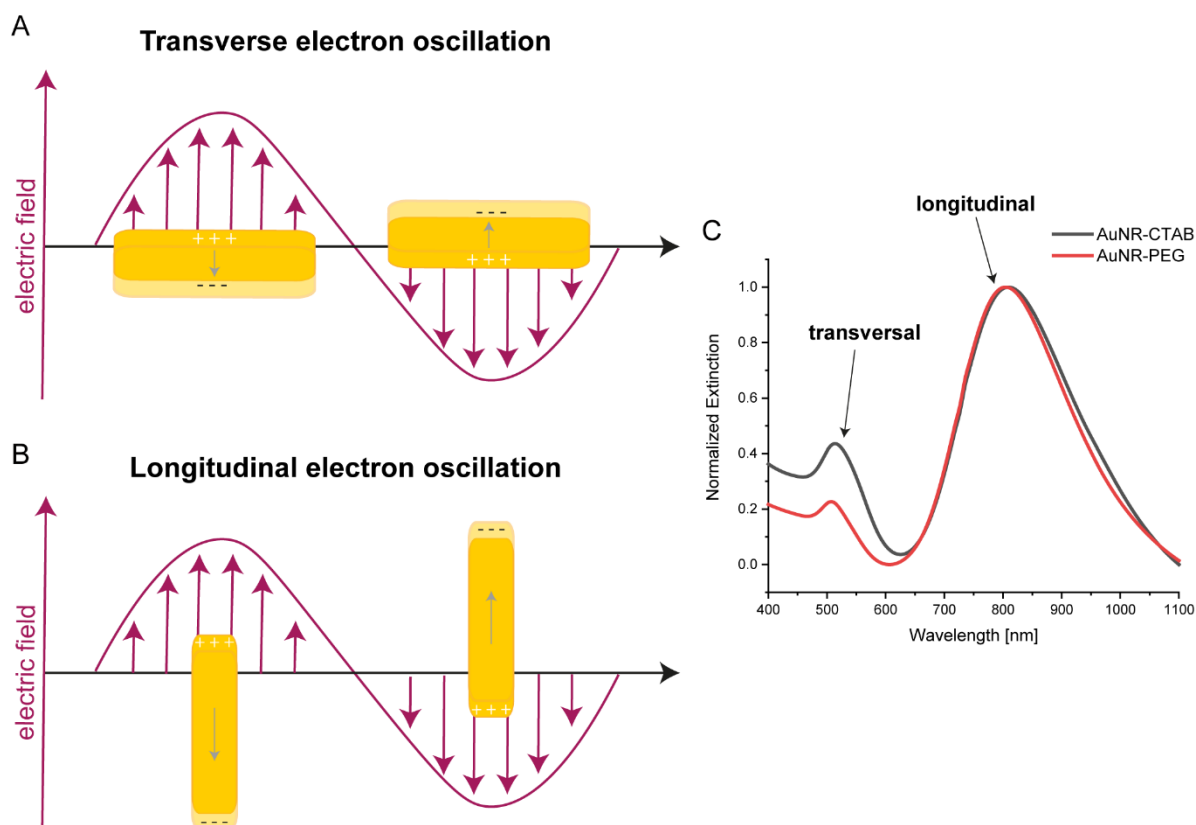 A
Transverse electron oscillation
electric field
+ + +
- - -
- - -
+ + +
B
Longitudinal electron oscillation
electric field
+ + +
- - -
- - -
+ + +
C
longitudinal
transversal
AuNR-CTAB
AuNR-PEG
Normalized Extinction
1.0
0.8
0.6
0.4
0.2
0.0
400 500 600 700 800 900 1000 1100
Wavelength [nm]